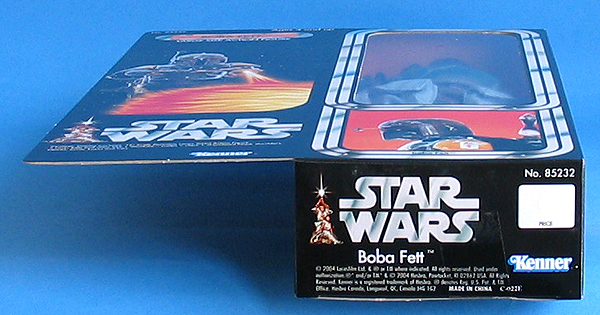 STAR
WARS
Kenner
No. 85232
STAR
WARS
PRICE
Boba Fett™
Kenner
© 2004 Lucasfilm Ltd. & ® or TM where indicated. All rights reserved. Used under
authorization. ® and/or TM & © 2004 Hasbro, Pawtucket, RI 02862 USA. All Rights
Reserved. Kenner is a registered trademark of Hasbro. ® denotes Reg. U.S. Pat. & TM
Office. Hasbro Canada, Longueuil, QC, Canada J4G 1G2 MADE IN CHINA